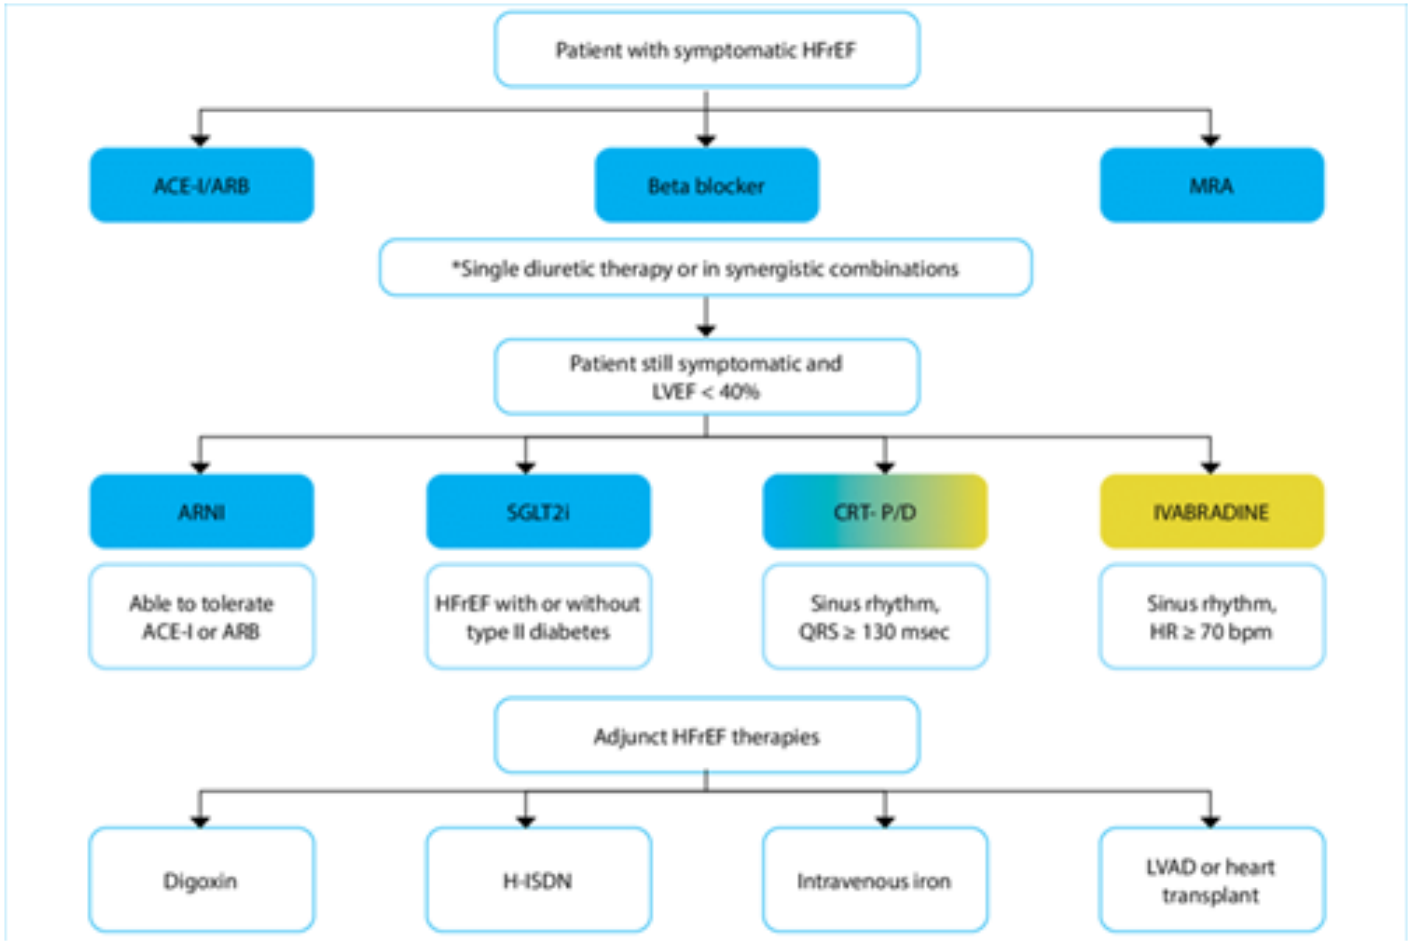 Patient with symptomatic HFrEF
ACE-I/ARB
Beta blocker
MRA
*Single diuretic therapy or in synergistic combinations
Patient still symptomatic and
LVEF < 40%
ARNI
SGLT2i
CRT- P/D
IVABRADINE
Able to tolerate
ACE-I or ARB
HFrEF with or without
type II diabetes
Sinus rhythm,
QRS ≥ 130 msec
Sinus rhythm,
HR ≥ 70 bpm
Adjunct HFrEF therapies
Digoxin
H-ISDN
Intravenous iron
LVAD or heart
transplant